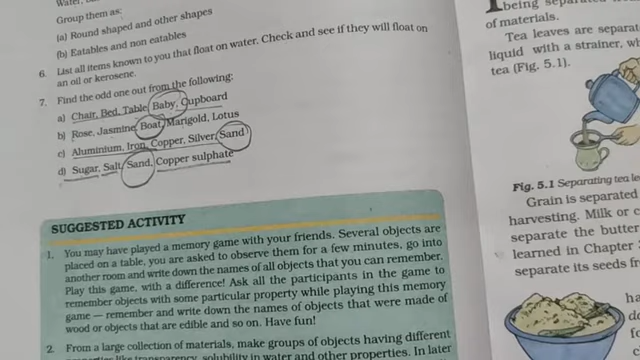 Water,
Group them as:
(a) Round shaped and other shapes
(b) Eatables and non eatables
6. List all items known to you that float on water. Check and see if they will float on
an oil or kerosene.
7. Find the odd one out from the following:
a) Chair, Bed, Table, Baby, Cupboard
b) Rose, Jasmine, Boat, Marigold, Lotus
c) Aluminium, Iron, Copper, Silver, Sand
d) Sugar, Salt, Sand, Copper sulphate
SUGGESTED ACTIVITY
1. You may have played a memory game with your friends. Several objects are
placed on a table, you are asked to observe them for a few minutes, go into
another room and write down the names of all objects that you can remember.
Play this game, with a difference! Ask all the participants in the game to
remember objects with some particular property while playing this memory
game — remember and write down the names of objects that were made of
wood or objects that are edible and so on. Have fun!
2. From a large collection of materials, make groups of objects having different
like transparency, solubility in water and other properties. In later
being
of materials.
Tea leaves are
liquid with a strainer,
tea (Fig. 5.1).
Fig. 5.1 Separating tea
Grain is separated
harvesting. Milk or
separate the butter
learned in Chapter
separate its seeds